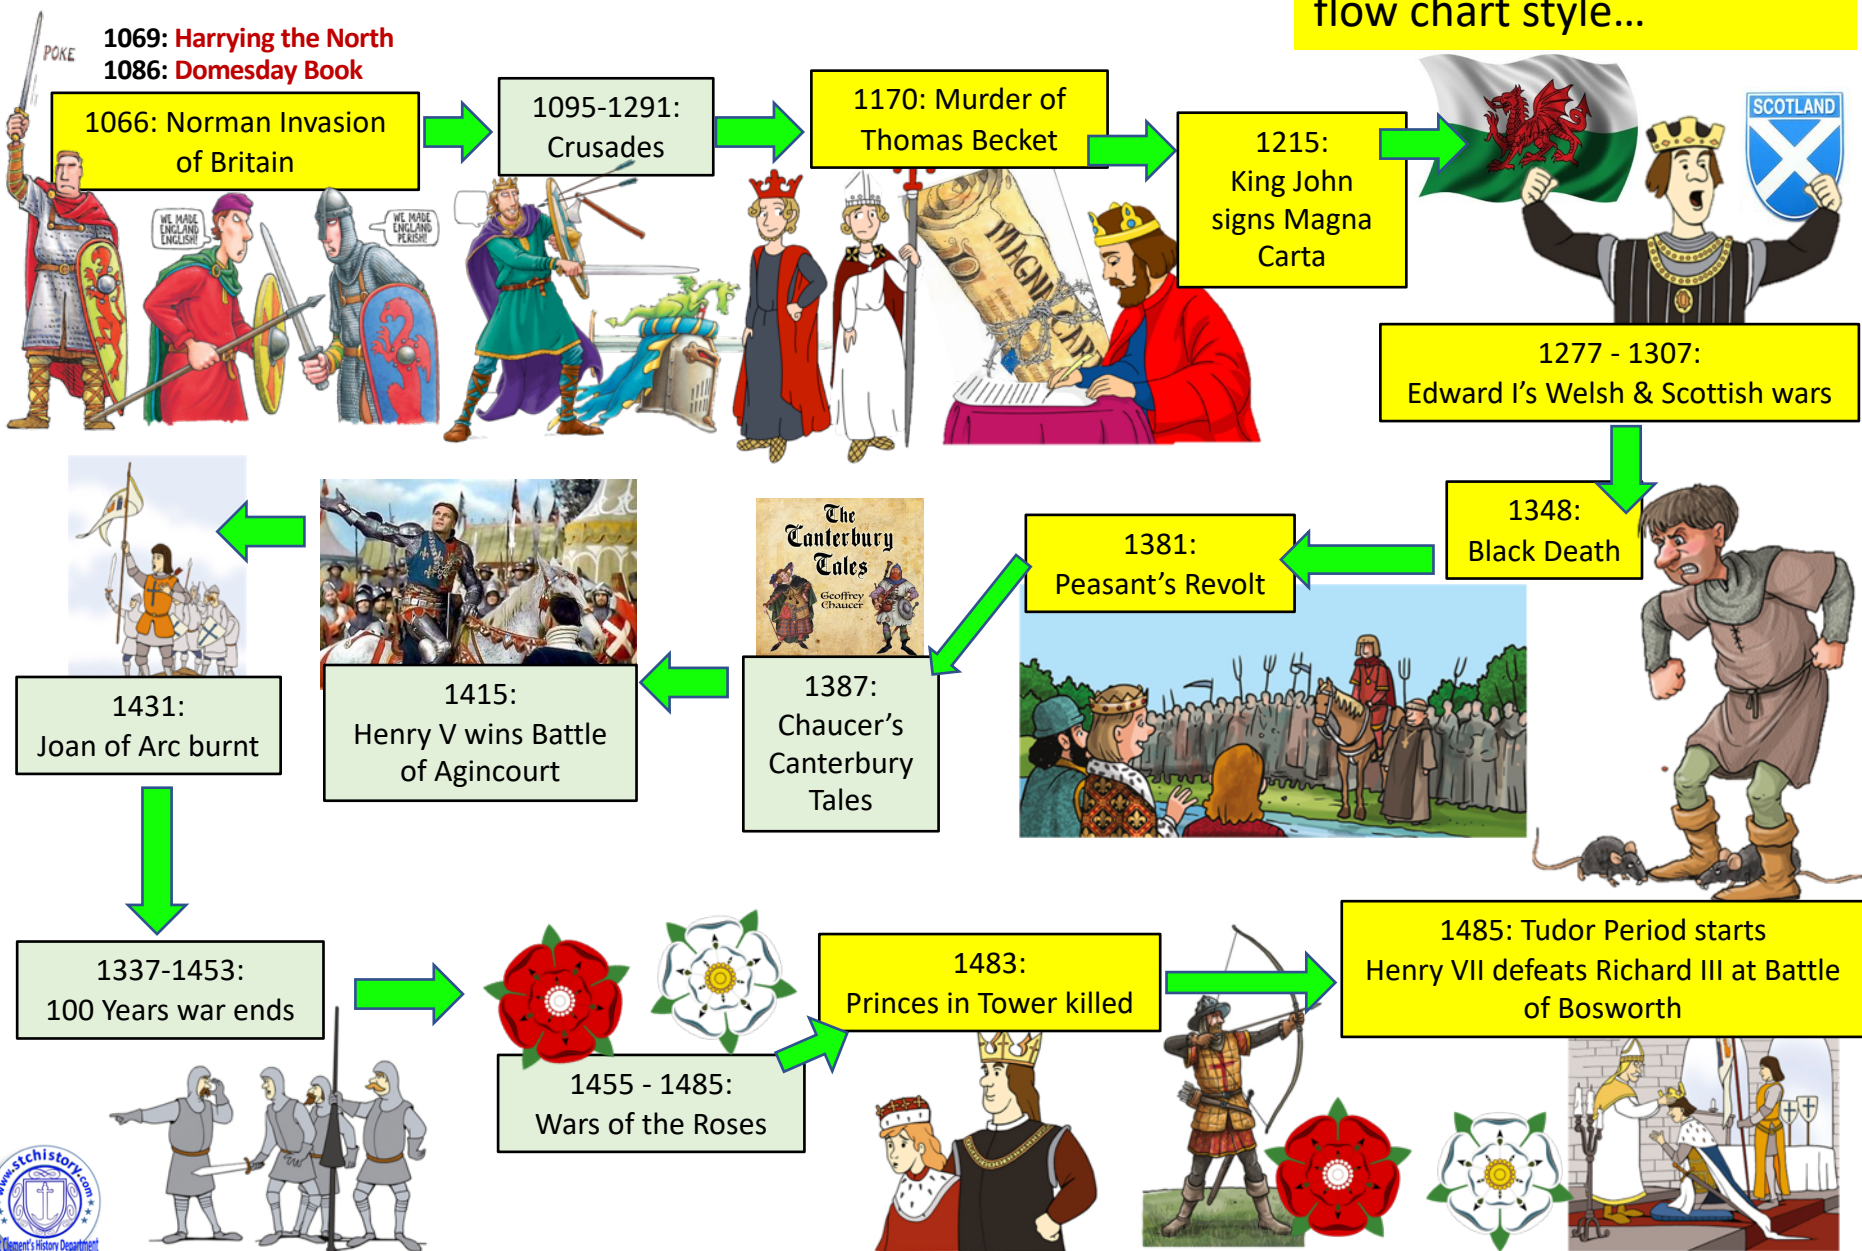 flow chart style...
POKE
1069: Harrying the North
1086: Domesday Book
1066: Norman Invasion
of Britain
1095-1291:
Crusades
1170: Murder of
Thomas Becket
1215:
King John
signs Magna
Carta
SCOTLAND
WE MADE
ENGLAND
ENGLISH!
WE MADE
ENGLAND
PERISH!
MAGNA CAR
1277 - 1307:
Edward I's Welsh & Scottish wars
1348:
Black Death
1381:
Peasant's Revolt
The
Canterbury
Tales
Geoffrey
Chaucer
1387:
Chaucer's
Canterbury
Tales
1415:
Henry V wins Battle
of Agincourt
1431:
Joan of Arc burnt
1337-1453:
100 Years war ends
1455 - 1485:
Wars of the Roses
1483:
Princes in Tower killed
1485: Tudor Period starts
Henry VII defeats Richard III at Battle
of Bosworth
www.stchistory.com
Clement's History Department